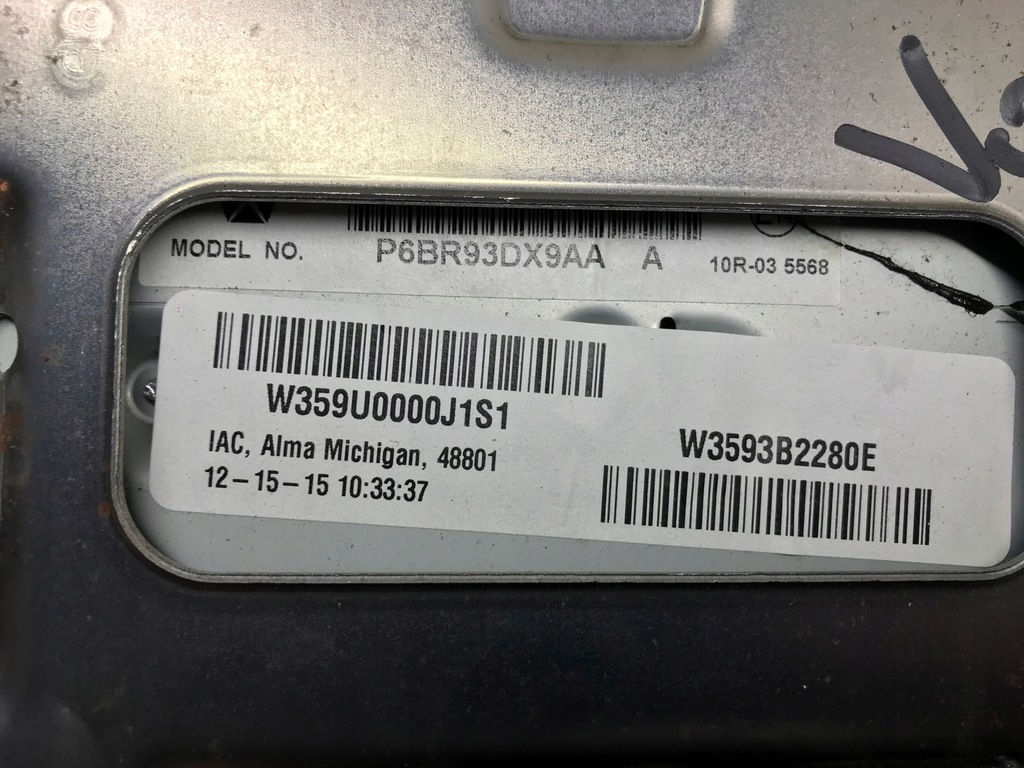 MODEL NO. P6BR93DX9AA A 10R-03 5568
W359U0000J1S1
IAC, Alma Michigan, 48801
12-15-15 10:33:37
W3593B2280E